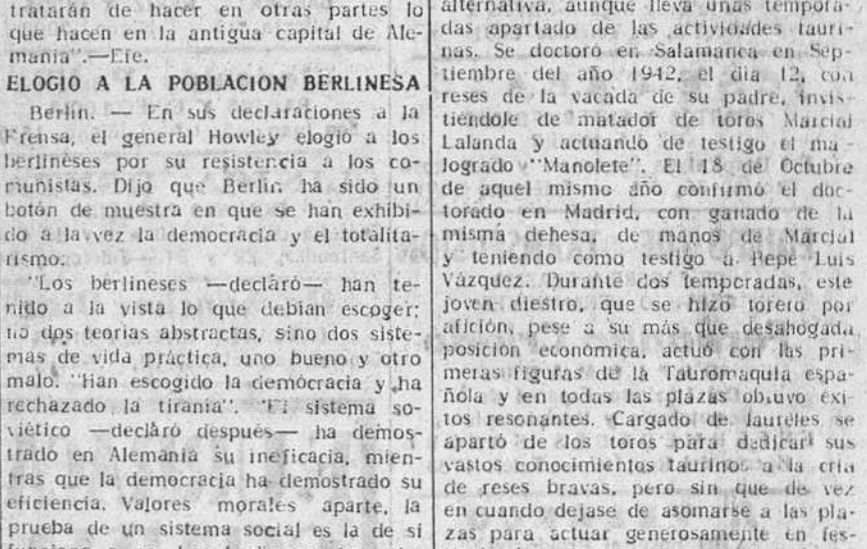 tratarán de hacer en otras partes lo
que hacen en la antigua capital de Ale-
mania".—Efe.
ELOGIO A LA POBLACION BERLINESA
Berlín. — En sus declaraciones a la
Prensa, el general Howley elogió a los
berlineses por su resistencia a los co-
munistas. Dijo que Berlín ha sido un
botón de muestra en que se han exhibi-
do a la vez la democracia y el totalita-
rismo.
"Los berlineses —declaró— han te-
nido a la vista lo que debían escoger;
no dos teorías abstractas, sino dos siste-
mas de vida práctica, uno bueno y otro
malo. "Han escogido la democracia y ha
rechazado la tiranía". "El sistema so-
viético —declaró después— ha demos-
trado en Alemania su ineficacia, mien-
tras que la democracia ha demostrado su
eficiencia. Valores morales aparte, la
prueba de un sistema social es la de si
alternativa, aunque lleva unas tempora-
das apartado de las actividades tauri-
nas. Se doctoró en Salamanca en Sep-
tiembre del año 1942, el día 12, con
reses de la vacada de su padre, invis-
tiéndole de matador de toros Marcial
Lalanda y actuando de testigo el ma-
logrado "Manolete". El 18 de Octubre
de aquel mismo año confirmó el doc-
torado en Madrid, con ganado de la
misma dehesa, de manos de Marcial
y teniendo como testigo a Pepe Luis
Vázquez. Durante dos temporadas, este
joven diestro, que se hizo torero por
afición, pese a su más que desahogada
posición económica, actuó con las pri-
meras figuras de la Tauromaquia espa-
ñola y en todas las plazas obtuvo éxi-
tos resonantes. Cargado de laureles se
apartó de los toros para dedicar sus
vastos conocimientos taurinos a la cría
de reses bravas, pero sin que de vez
en cuando dejase de asomarse a las pla-
zas para actuar generosamente en fes-